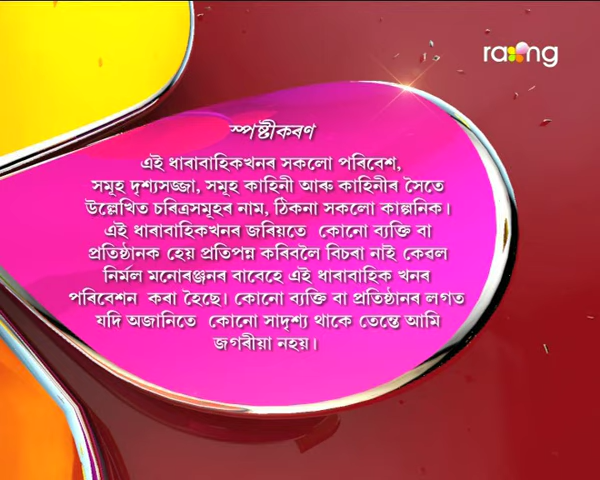 rang
স্পষ্টীকৰণ
এই ধাৰাবাহিকখনৰ সকলো পৰিবেশ,
সমূহ দৃশ্যসজ্জা, সমূহ কাহিনী আৰু কাহিনীৰ সৈতে
উল্লেখিত চৰিত্ৰসমূহৰ নাম, ঠিকনা সকলো কাল্পনিক।
এই ধাৰাবাহিকখনৰ জৰিয়তে কোনো ব্যক্তি বা
প্ৰতিষ্ঠানক হেয় প্ৰতিপন্ন কৰিবলৈ বিচৰা নাই কেৱল
নিৰ্মল মনোৰঞ্জনৰ বাবেহে এই ধাৰাবাহিক খনৰ
পৰিবেশন কৰা হৈছে। কোনো ব্যক্তি বা প্ৰতিষ্ঠানৰ লগত
যদি অজানিতে কোনো সাদৃশ্য থাকে তেন্তে আমি
জগৰীয়া নহয়।